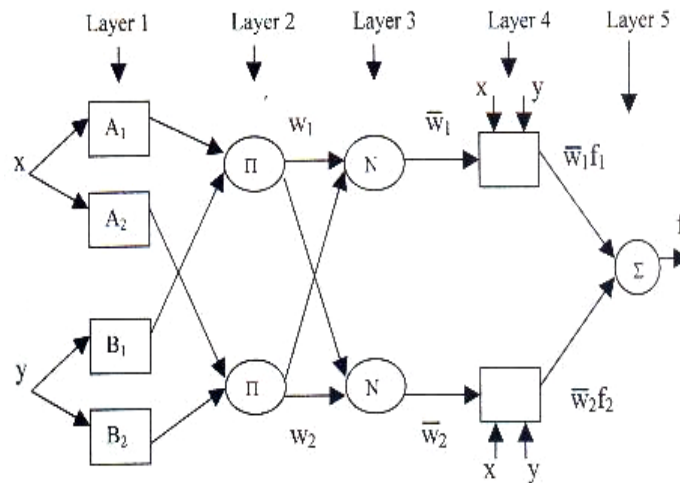 Layer 1 Layer 2 Layer 3 Layer 4 Layer 5
x y
A₁ w₁ w̅₁
Π N w̅₁f₁
x
A₂ f
Σ
B₁
y Π N w̅₂f₂
B₂ w₂ w̅₂
x y